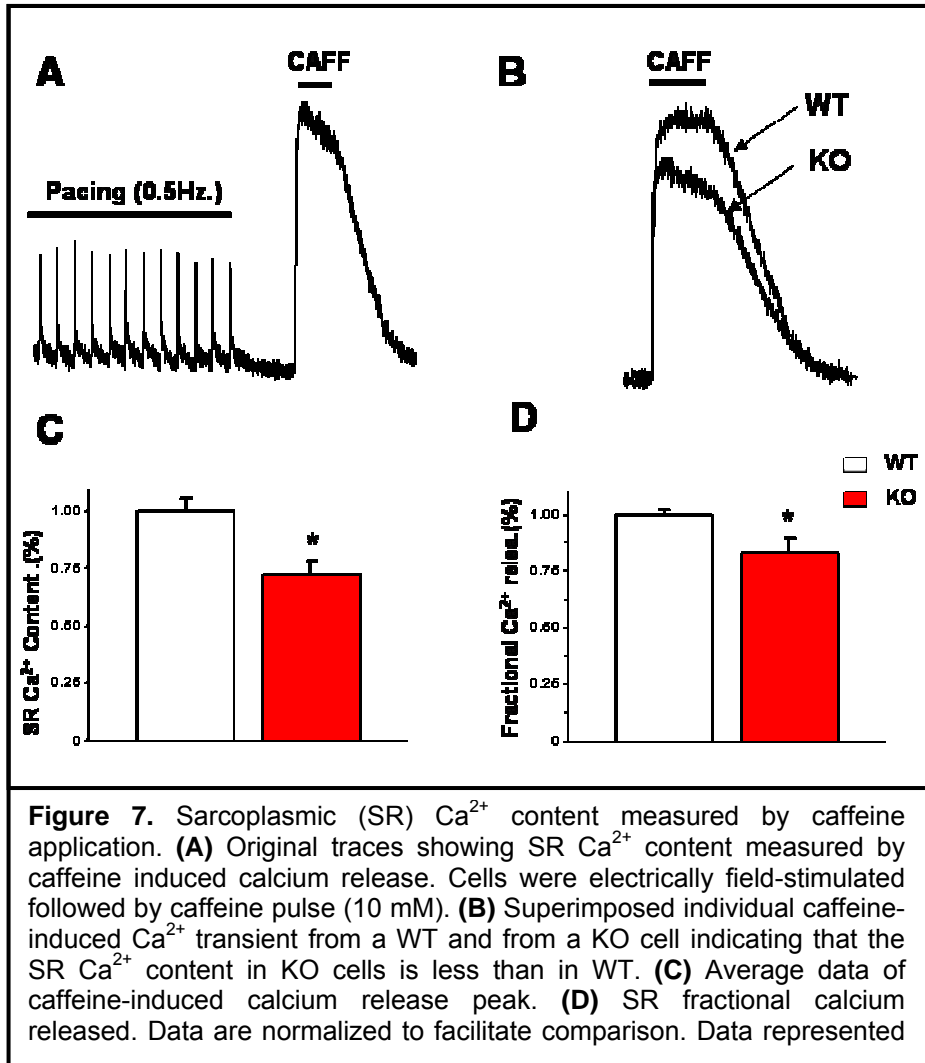 A
CAFF
Pacing (0.5Hz.)
B
CAFF
WT
KO
C
SR Ca²⁺ Content .(%)
1.00
0.75
0.50
0.25
0
*
D
WT
KO
Fractional Ca²⁺ relea.(%)
1.00
0.75
0.50
0.25
0
*
Figure 7. Sarcoplasmic (SR) Ca²⁺ content measured by caffeine
application. (A) Original traces showing SR Ca²⁺ content measured by
caffeine induced calcium release. Cells were electrically field-stimulated
followed by caffeine pulse (10 mM). (B) Superimposed individual caffeine-
induced Ca²⁺ transient from a WT and from a KO cell indicating that the
SR Ca²⁺ content in KO cells is less than in WT. (C) Average data of
caffeine-induced calcium release peak. (D) SR fractional calcium
released. Data are normalized to facilitate comparison. Data represented